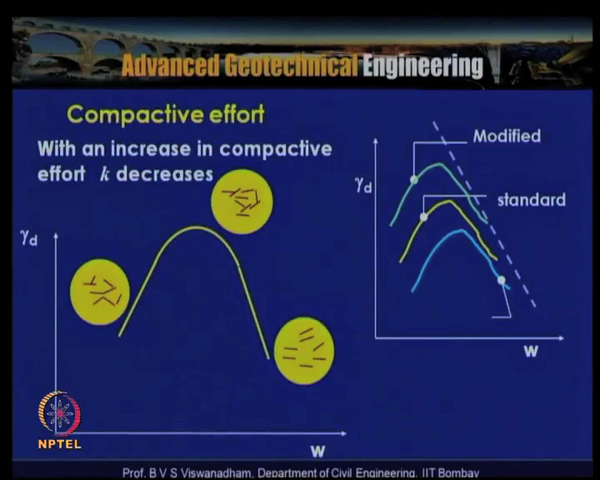 Advanced Geotechnical Engineering
Compactive effort
With an increase in compactive
effort k decreases
γd
w
Modified
standard
γd
w
NPTEL
Prof. B V S Viswanadham, Department of Civil Engineering, IIT Bombay